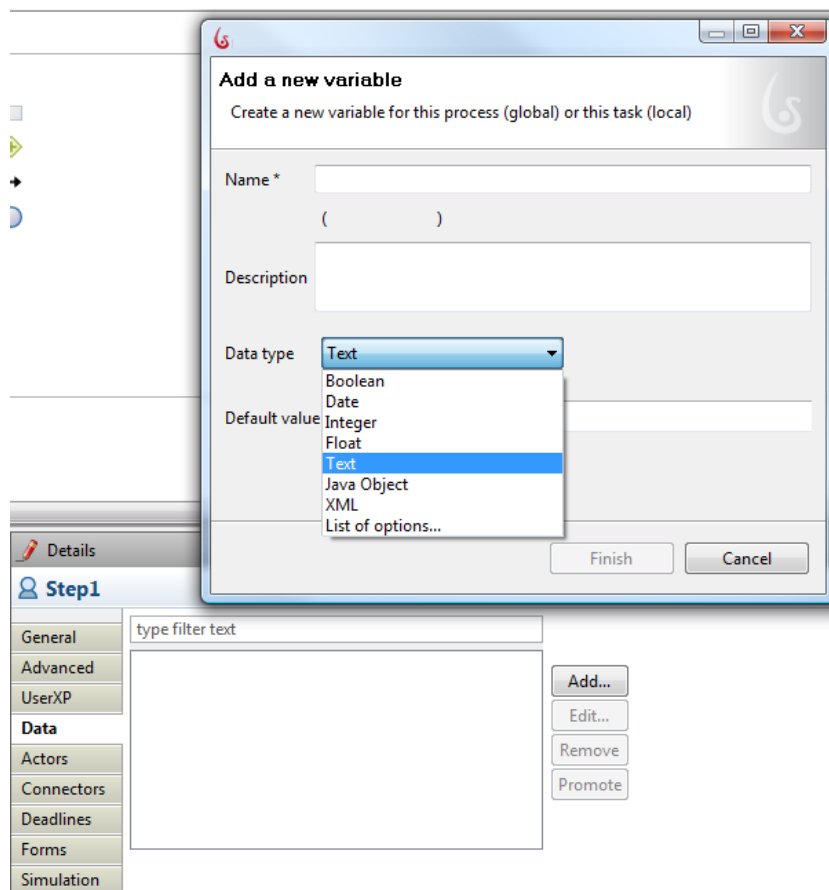 Add a new variable
Create a new variable for this process (global) or this task (local)
Name *
( )
Description
Data type Text
Boolean
Date
Integer
Float
Text
Java Object
XML
List of options...
Default value
Finish Cancel
Details
Step1
General
Advanced
UserXP
Data
Actors
Connectors
Deadlines
Forms
Simulation
type filter text
Add...
Edit...
Remove
Promote